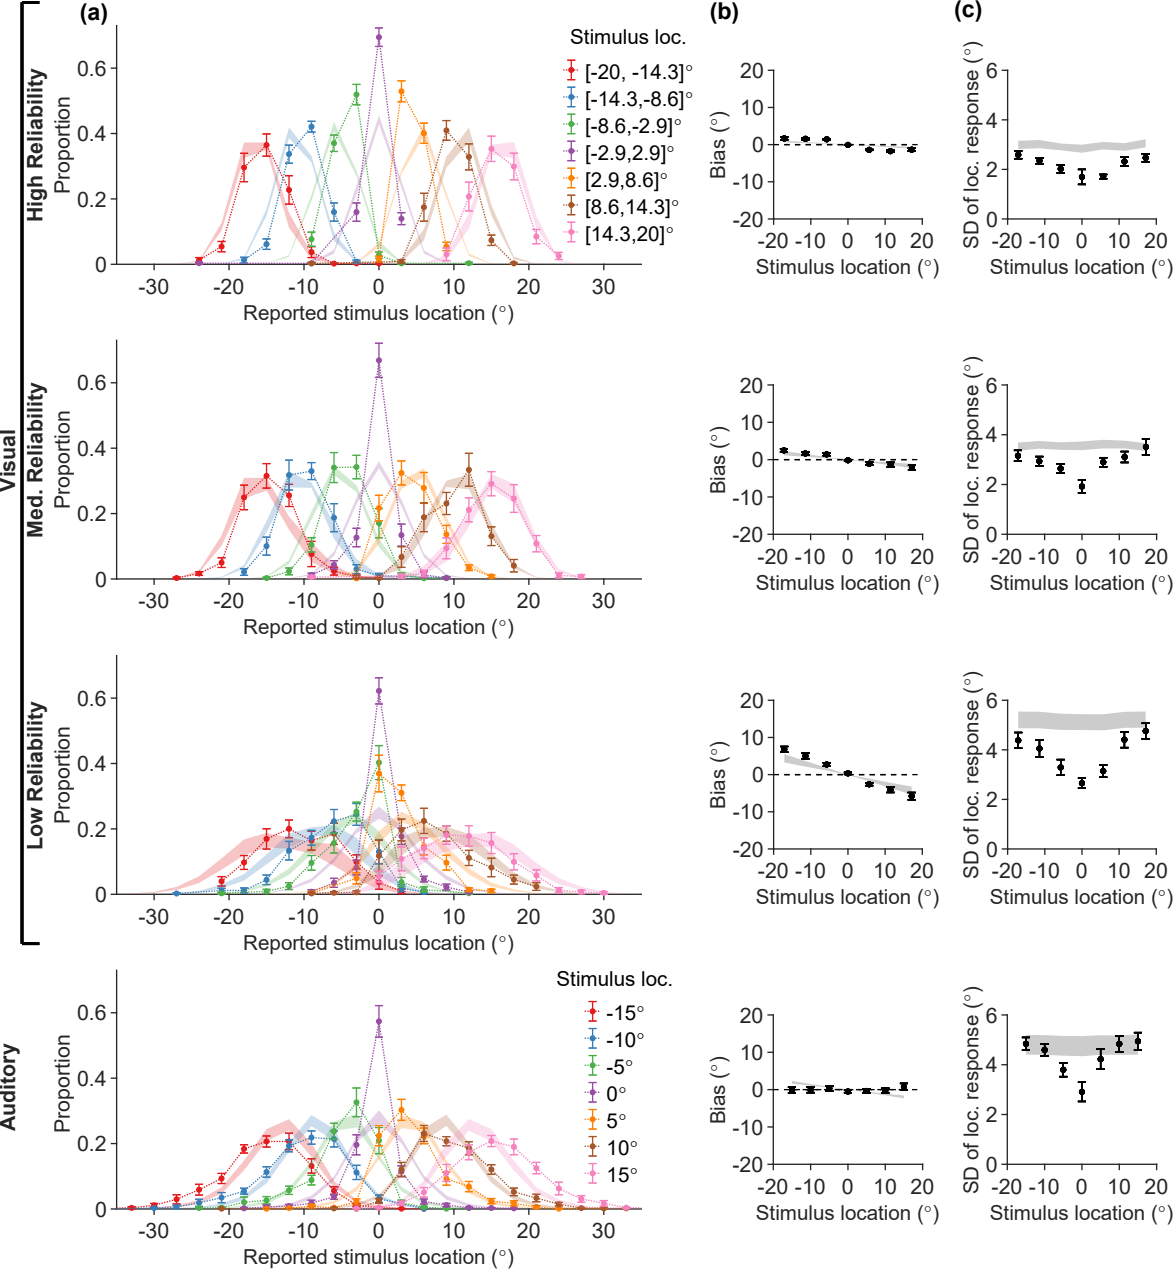 (a)
(b)
(c)
Visual
High Reliability
Proportion
0.6
0.4
0.2
0
-30 -20 -10 0 10 20 30
Reported stimulus location (°)
Stimulus loc.
[-20, -14.3]°
[-14.3,-8.6]°
[-8.6,-2.9]°
[-2.9,2.9]°
[2.9,8.6]°
[8.6,14.3]°
[14.3,20]°
Bias (°)
20
10
0
-10
-20
-20 -10 0 10 20
Stimulus location (°)
SD of loc. response (°)
6
4
2
0
-20 -10 0 10 20
Stimulus location (°)
Med. Reliability
Proportion
0.6
0.4
0.2
0
-30 -20 -10 0 10 20 30
Reported stimulus location (°)
Bias (°)
20
10
0
-10
-20
-20 -10 0 10 20
Stimulus location (°)
SD of loc. response (°)
6
4
2
0
-20 -10 0 10 20
Stimulus location (°)
Low Reliability
Proportion
0.6
0.4
0.2
0
-30 -20 -10 0 10 20 30
Reported stimulus location (°)
Bias (°)
20
10
0
-10
-20
-20 -10 0 10 20
Stimulus location (°)
SD of loc. response (°)
6
4
2
0
-20 -10 0 10 20
Stimulus location (°)
Auditory
Proportion
0.6
0.4
0.2
0
-30 -20 -10 0 10 20 30
Reported stimulus location (°)
Stimulus loc.
-15°
-10°
-5°
0°
5°
10°
15°
Bias (°)
20
10
0
-10
-20
-20 -10 0 10 20
Stimulus location (°)
SD of loc. response (°)
6
4
2
0
-20 -10 0 10 20
Stimulus location (°)